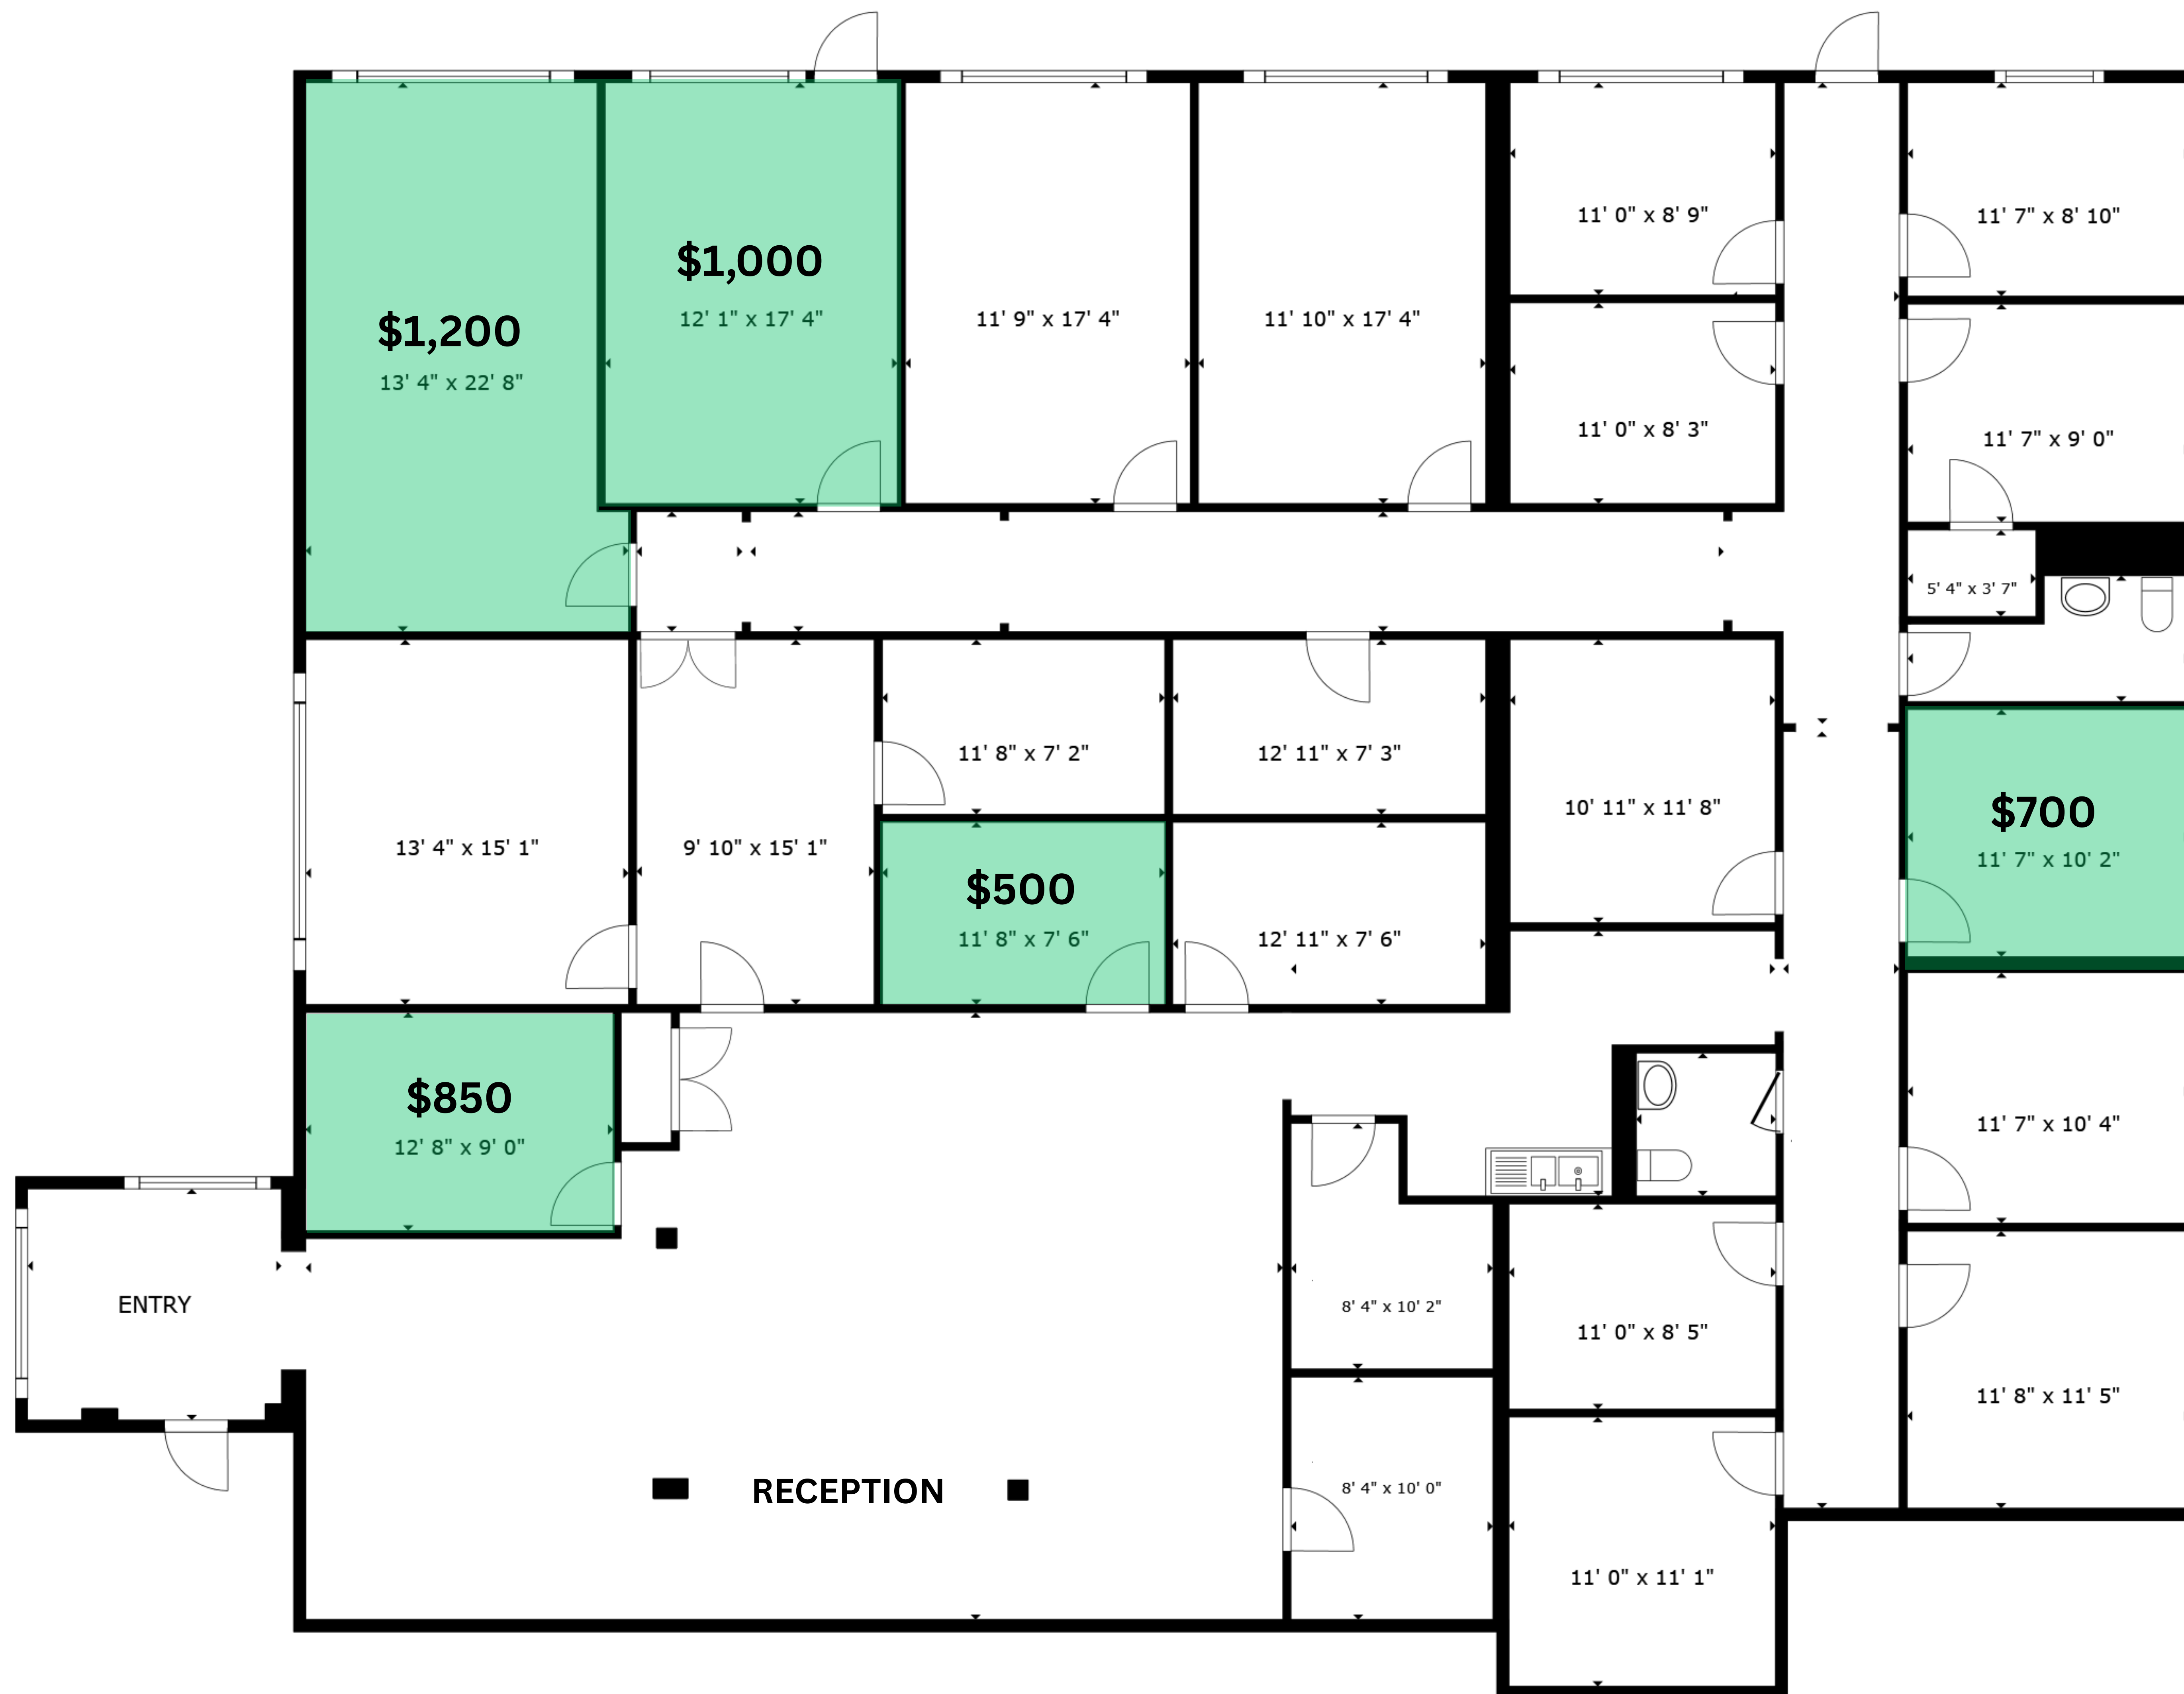 $1,200
13' 4" x 22' 8"
$1,000
12' 1" x 17' 4"
11' 9" x 17' 4"
11' 10" x 17' 4"
11' 0" x 8' 9"
11' 7" x 8' 10"
11' 0" x 8' 3"
11' 7" x 9' 0"
5' 4" x 3' 7"
13' 4" x 15' 1"
9' 10" x 15' 1"
11' 8" x 7' 2"
12' 11" x 7' 3"
10' 11" x 11' 8"
$700
11' 7" x 10' 2"
$500
11' 8" x 7' 6"
12' 11" x 7' 6"
$850
12' 8" x 9' 0"
11' 7" x 10' 4"
ENTRY
8' 4" x 10' 2"
11' 0" x 8' 5"
11' 8" x 11' 5"
RECEPTION
8' 4" x 10' 0"
11' 0" x 11' 1"